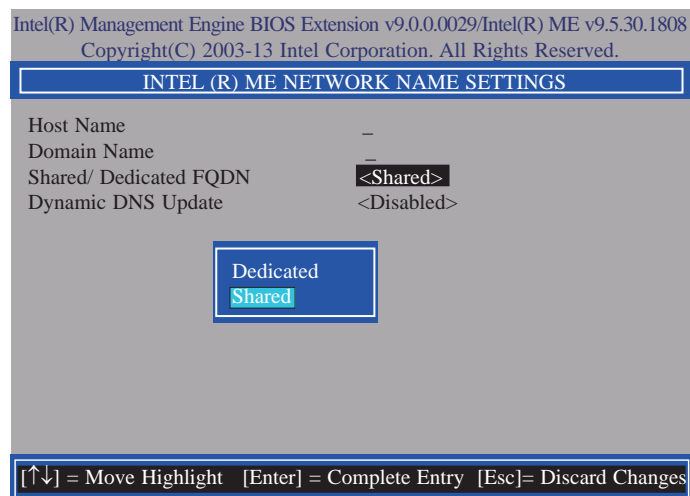 Intel(R) Management Engine BIOS Extension v9.0.0.0029/Intel(R) ME v9.5.30.1808
Copyright(C) 2003-13 Intel Corporation. All Rights Reserved.
INTEL (R) ME NETWORK NAME SETTINGS
Host Name _
Domain Name _
Shared/ Dedicated FQDN <Shared>
Dynamic DNS Update <Disabled>
Dedicated
Shared
[↑↓] = Move Highlight [Enter] = Complete Entry [Esc]= Discard Changes